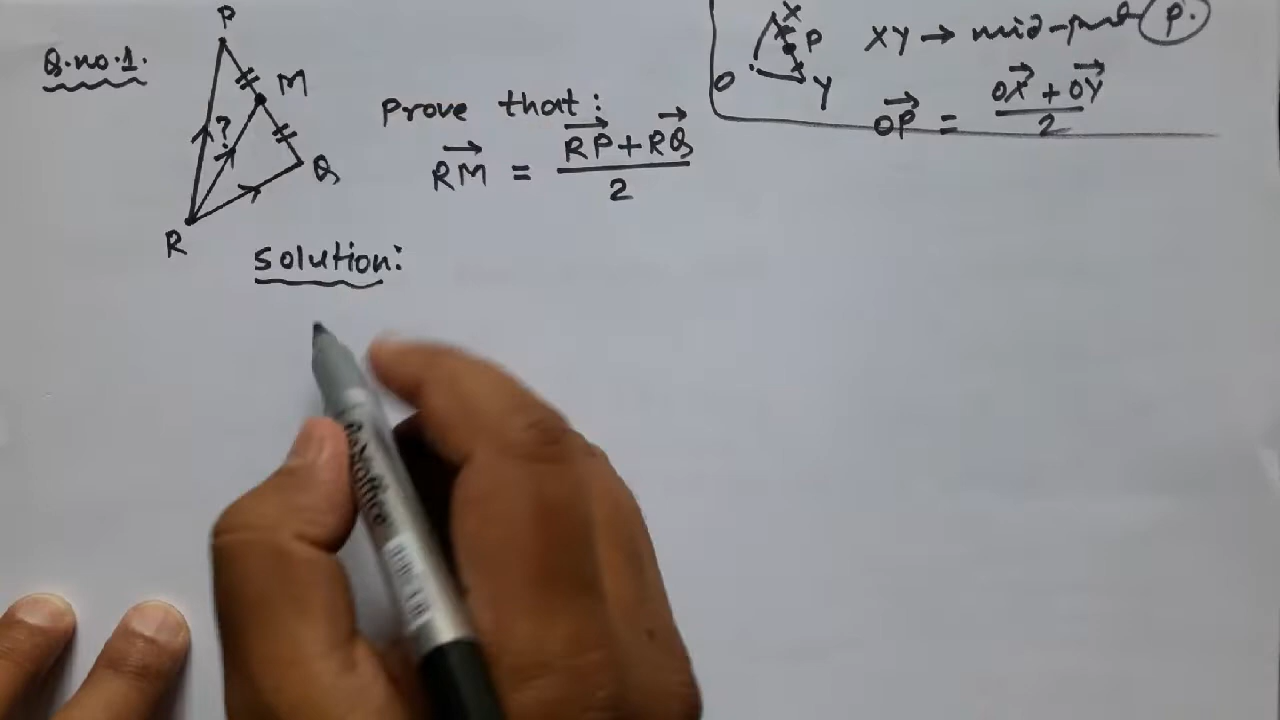 Q.no.1.
P
M
?
Q
R
Prove that:
RM = RP + RQ / 2
X
P
O
Y
XY → mid-point P.
OP = OX + OY / 2
Solution: